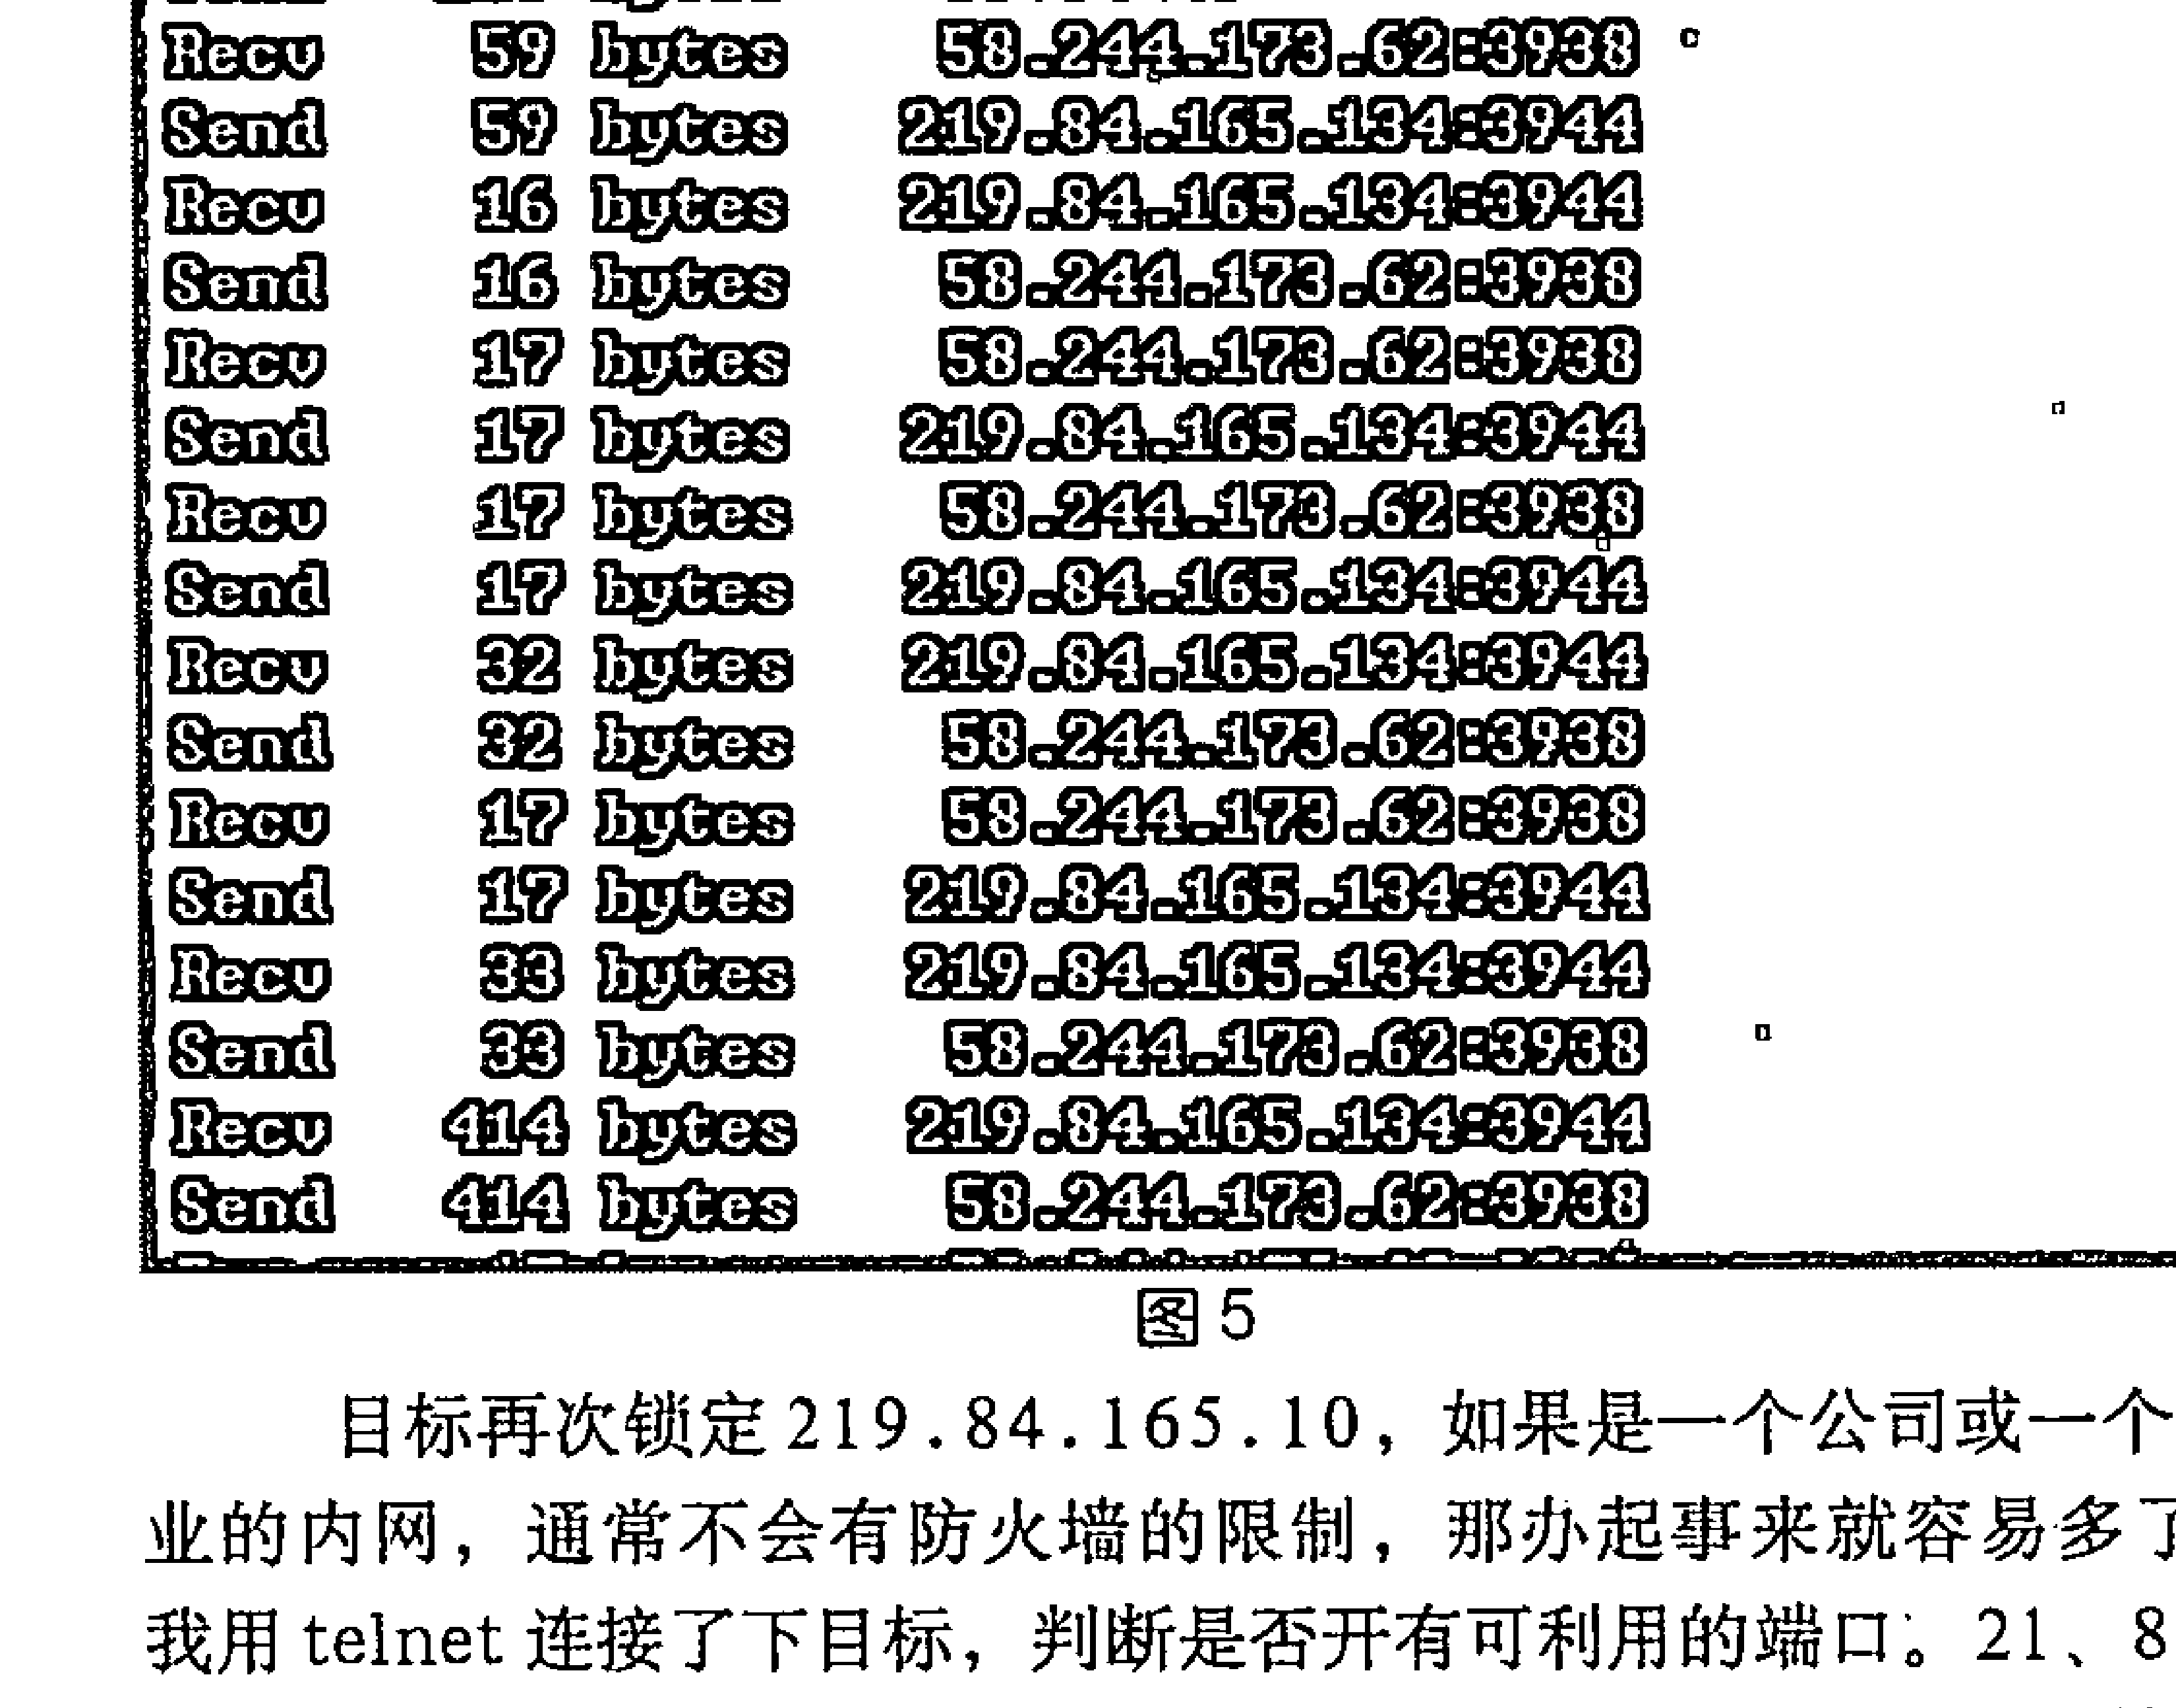 Recv 59 bytes 58.244.173.62:3938
Send 59 bytes 219.84.165.134:3944
Recv 16 bytes 219.84.165.134:3944
Send 16 bytes 58.244.173.62:3938
Recv 17 bytes 58.244.173.62:3938
Send 17 bytes 219.84.165.134:3944
Recv 17 bytes 58.244.173.62:3938
Send 17 bytes 219.84.165.134:3944
Recv 32 bytes 219.84.165.134:3944
Send 32 bytes 58.244.173.62:3938
Recv 17 bytes 58.244.173.62:3938
Send 17 bytes 219.84.165.134:3944
Recv 33 bytes 219.84.165.134:3944
Send 33 bytes 58.244.173.62:3938
Recv 414 bytes 219.84.165.134:3944
Send 414 bytes 58.244.173.62:3938
图 5
目标再次锁定219.84.165.10，如果是一个公司或一个
业的内网，通常不会有防火墙的限制，那办起事来就容易多了
我用 telnet 连接了下目标，判断是否开有可利用的端口。21、8